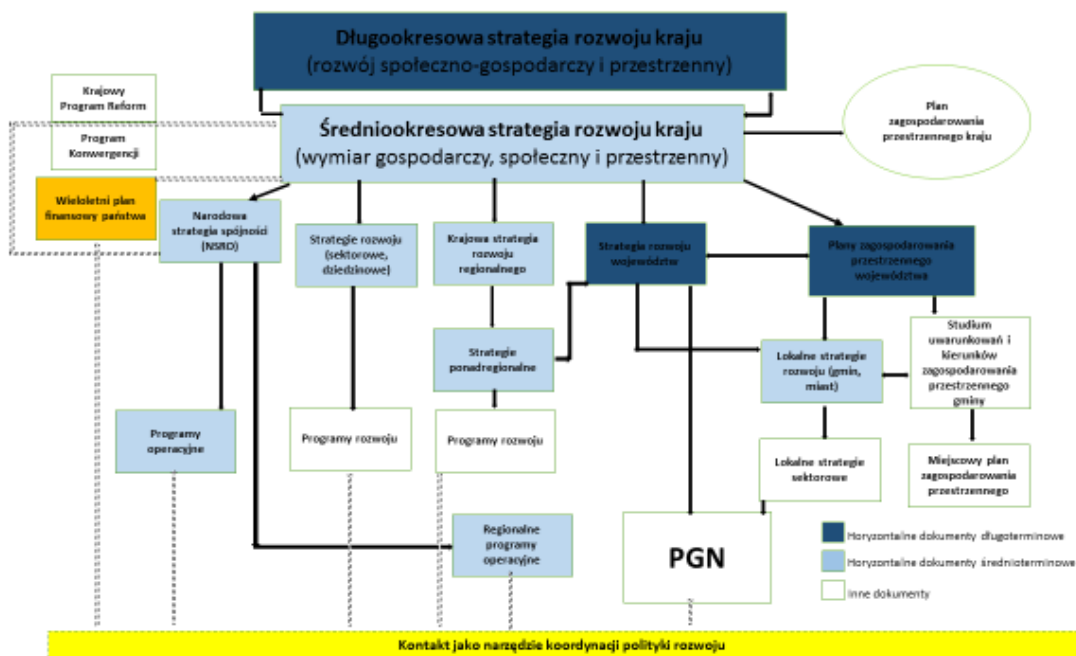 Długookresowa strategia rozwoju kraju
(rozwój społeczno-gospodarczy i przestrzenny)
Krajowy
Program Reform
Średniookresowa strategia rozwoju kraju
(wymiar gospodarczy, społeczny i przestrzenny)
Plan
zagospodarowania
przestrzennego kraju
Program
Konwergencji
Wieloletni plan
finansowy państwa
Narodowa
strategia spójności
(NSRO)
Strategie rozwoju
(sektorowe,
dziedzinowe)
Krajowa strategia
rozwoju
regionalnego
Strategia rozwoju
województw
Plany zagospodarowania
przestrzennego
województwa
Strategie
ponadregionalne
Lokalne strategie
rozwoju (gmin,
miast)
Studium
uwarunkowań i
kierunków
zagospodarowania
przestrzennego
gminy
Programy
operacyjne
Programy rozwoju
Programy rozwoju
Lokalne strategie
sektorowe
Miejscowy plan
zagospodarowania
przestrzennego
Regionalne
programy
operacyjne
PGN
Horyzontalne dokumenty długoterminowe
Horyzontalne dokumenty średnioterminowe
Inne dokumenty
Kontakt jako narzędzie koordynacji polityki rozwoju